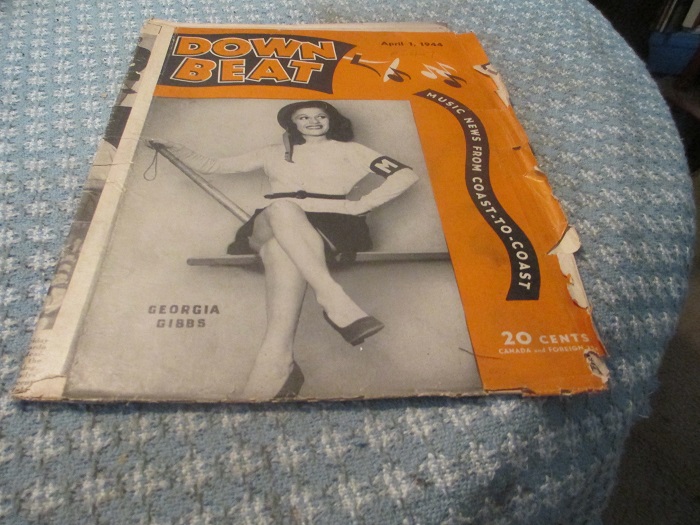 DOWN
BEAT
April 1, 1944
MUSIC NEWS FROM COAST-TO-COAST
M
GEORGIA
GIBBS
20 CENTS
CANADA and FOREIGN